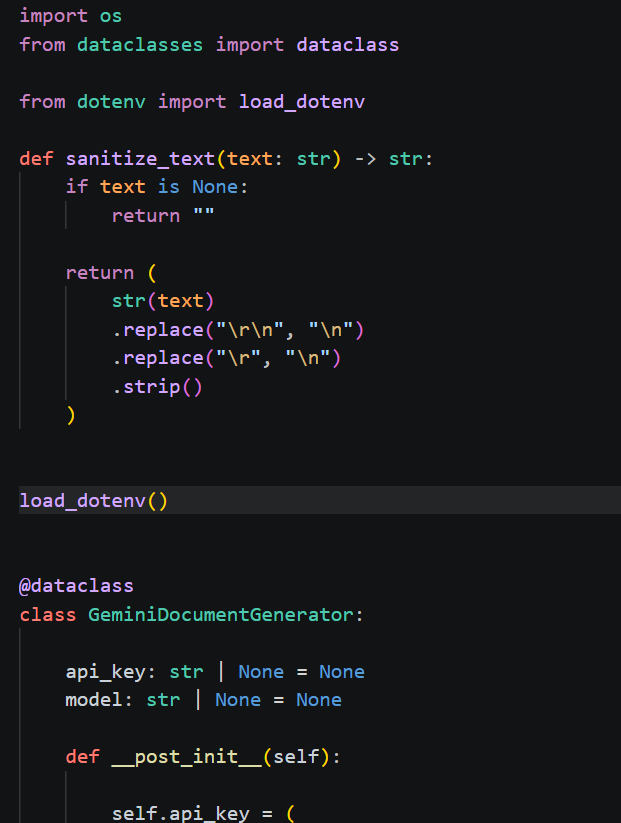 import os
from dataclasses import dataclass
from dotenv import load_dotenv
def sanitize_text(text: str) -> str:
    if text is None:
        return ""
    return (
        str(text)
        .replace("\r\n", "\n")
        .replace("\r", "\n")
        .strip()
    )
load_dotenv()
@dataclass
class GeminiDocumentGenerator:
    api_key: str | None = None
    model: str | None = None
    def __post_init__(self):
        self.api_key = (